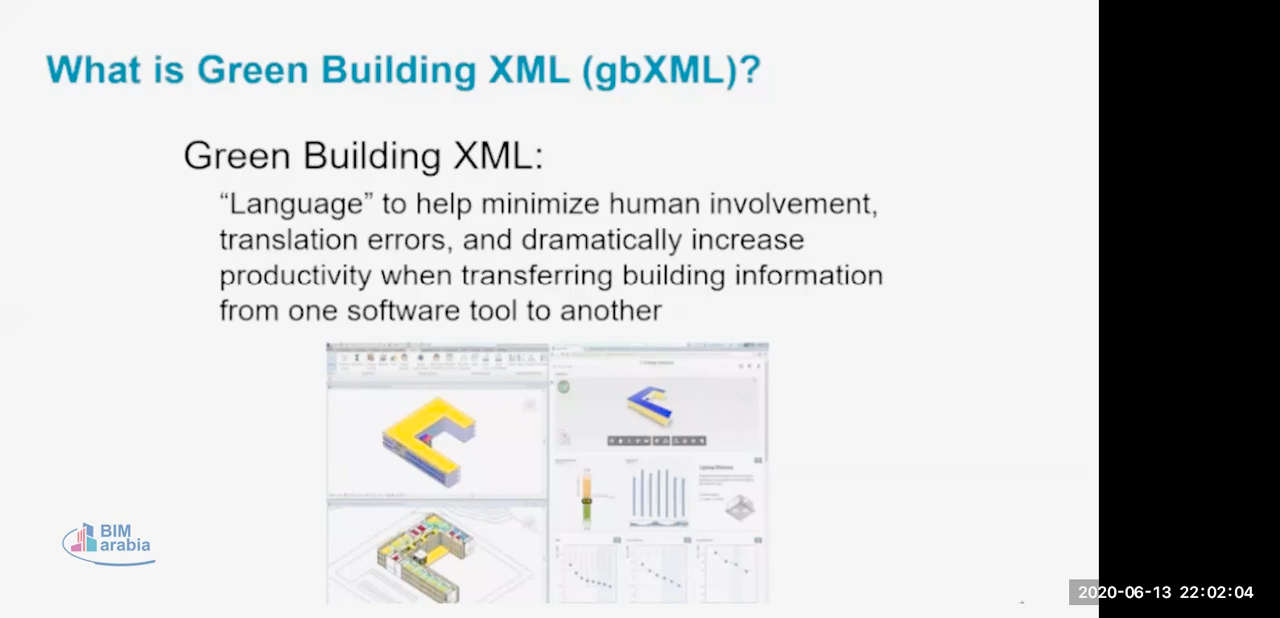 What is Green Building XML (gbXML)?
Green Building XML:
“Language” to help minimize human involvement,
translation errors, and dramatically increase
productivity when transferring building information
from one software tool to another
BIM
arabia
2020-06-13 22:02:04